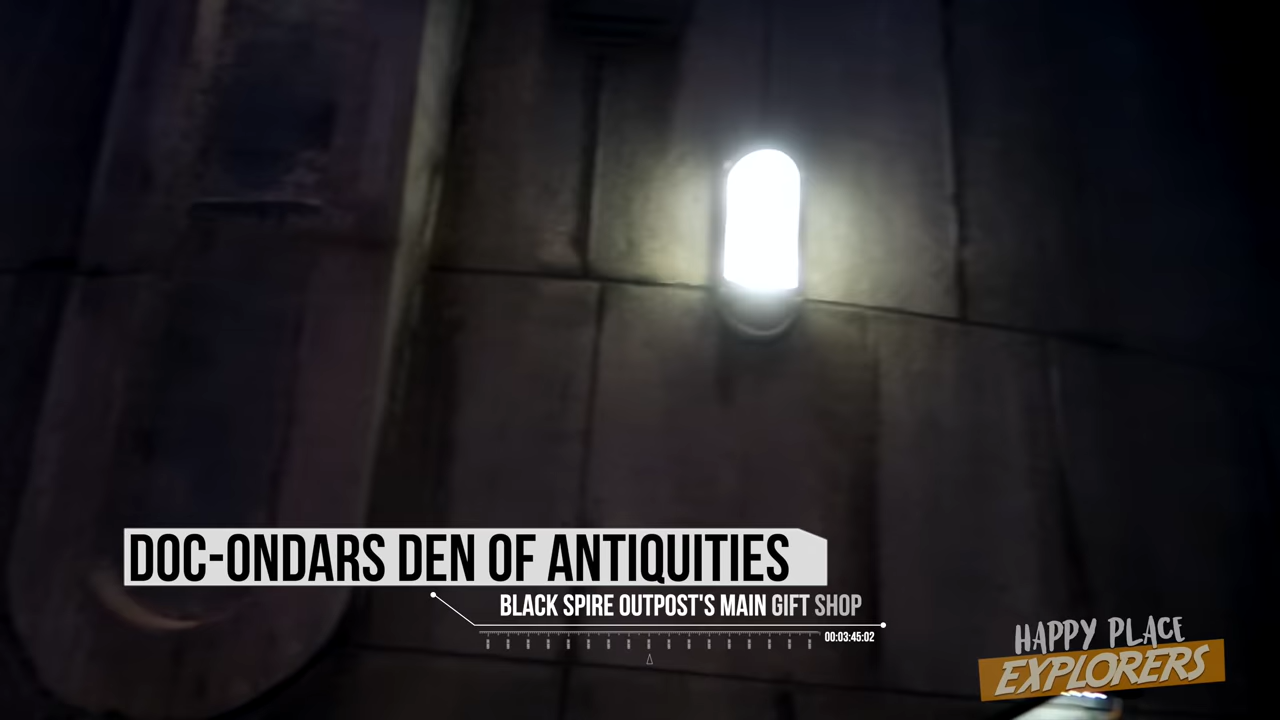 DOC-ONDARS DEN OF ANTIQUITIES
BLACK SPIRE OUTPOST'S MAIN GIFT SHOP
00:03:45:02
HAPPY PLACE
EXPLORERS